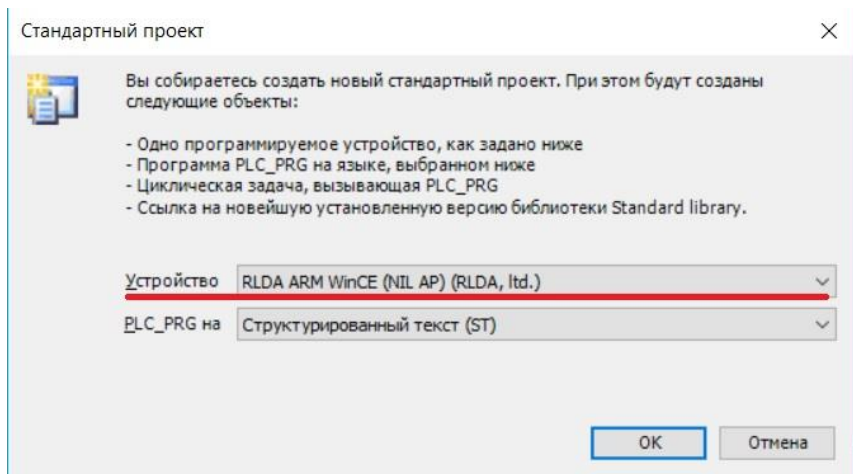 Стандартный проект
Вы собираетесь создать новый стандартный проект. При этом будут созданы
следующие объекты:
- Одно программируемое устройство, как задано ниже
- Программа PLC_PRG на языке, выбранном ниже
- Циклическая задача, вызывающая PLC_PRG
- Ссылка на новейшую установленную версию библиотеки Standard library.
Устройство RLDA ARM WinCE (NIL AP) (RLDA, ltd.)
PLC_PRG на Структурированный текст (ST)
OK Отмена